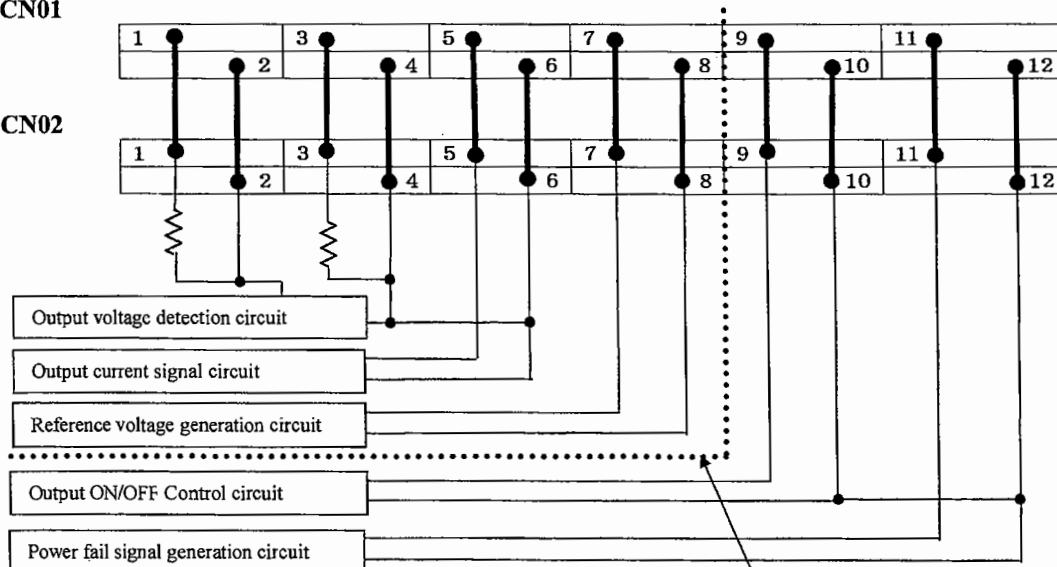 CN01
1 3 5 7 9 11
2 4 6 8 10 12
CN02
1 3 5 7 9 11
2 4 6 8 10 12
Output voltage detection circuit
Output current signal circuit
Reference voltage generation circuit
Output ON/OFF Control circuit
Power fail signal generation circuit